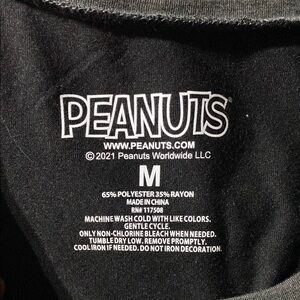 PEANUTS®
WWW.PEANUTS.COM
©2021 Peanuts Worldwide LLC
M
65% POLYESTER 35% RAYON
MADE IN CHINA
RN# 117508
MACHINE WASH COLD WITH LIKE COLORS.
GENTLE CYCLE.
ONLY NON-CHLORINE BLEACH WHEN NEEDED.
TUMBLE DRY LOW. REMOVE PROMPTLY.
COOL IRON IF NEEDED. DO NOT IRON DECORATION.